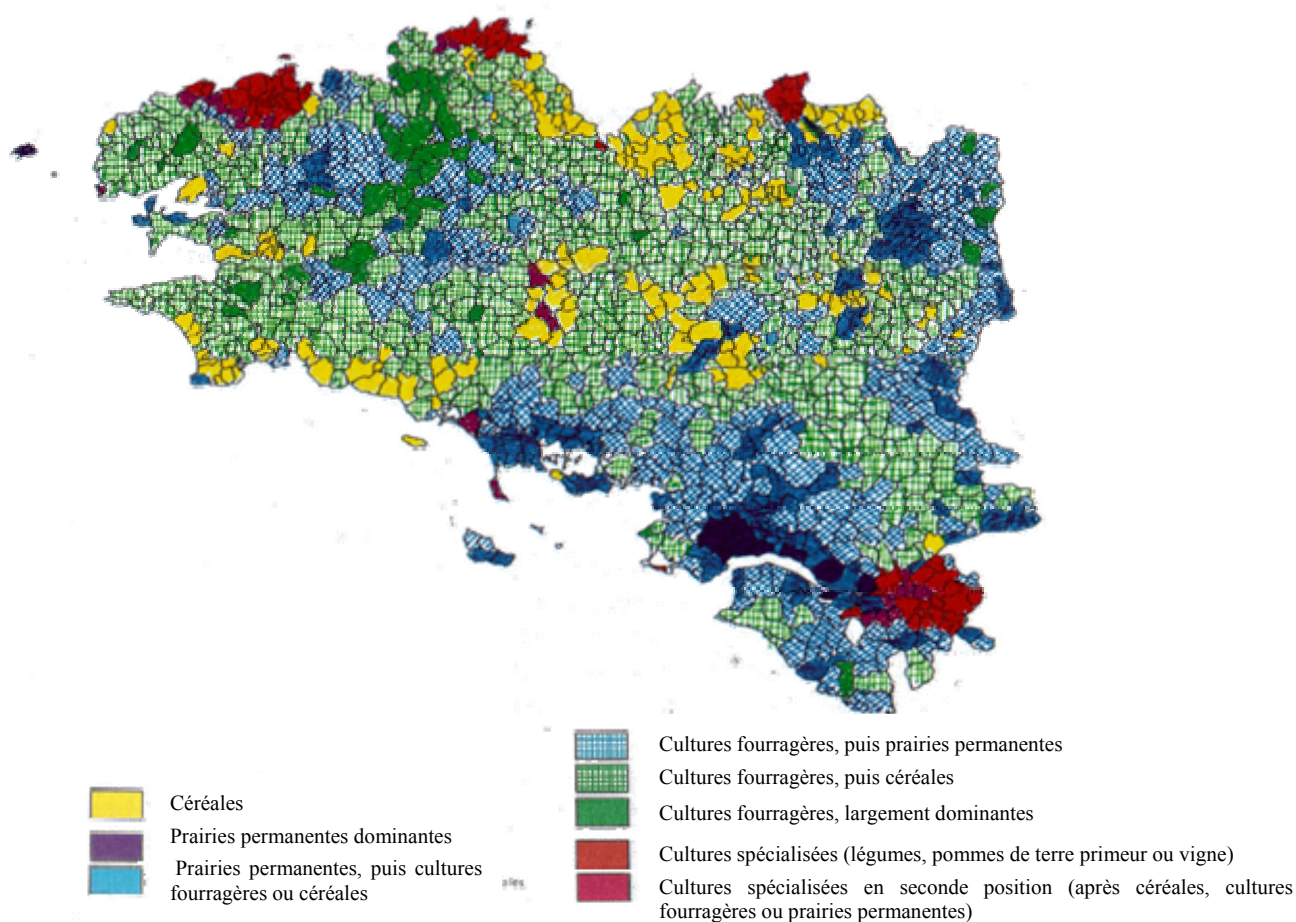 Céréales
Prairies permanentes dominantes
Prairies permanentes, puis cultures
fourragères ou céréales
Cultures fourragères, puis prairies permanentes
Cultures fourragères, puis céréales
Cultures fourragères, largement dominantes
Cultures spécialisées (légumes, pommes de terre primeur ou vigne)
Cultures spécialisées en seconde position (après céréales, cultures
fourragères ou prairies permanentes)